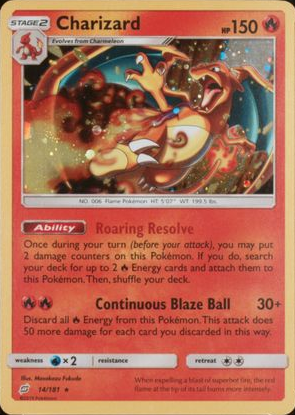 STAGE2 Charizard HP150
Evolves from Charmeleon
NO. 006 Flame Pokémon HT: 5'07" WT: 199.5 lbs.
Ability Roaring Resolve
Once during your turn (before your attack), you may put
2 damage counters on this Pokémon. If you do, search
your deck for up to 2 Energy cards and attach them
to this Pokémon. Then, shuffle your deck.
Continuous Blaze Ball 30+
Discard all Energy from this Pokémon. This attack does
50 more damage for each card you discarded in this way.
weakness ×2 resistance retreat
Illus. Masakazu Fukuda
14/181 ★
When expelling a blast of superhot fire, the red
flame at the tip of its tail burns more intensely.